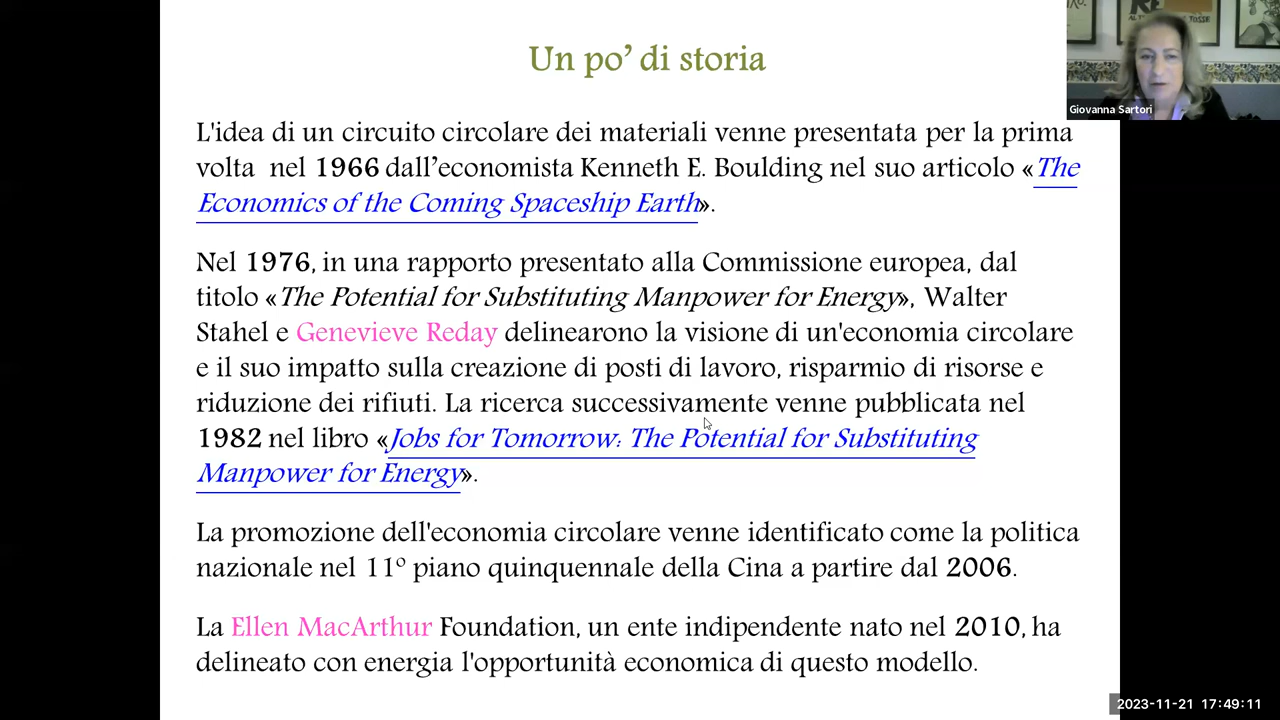 Un po’ di storia
L'idea di un circuito circolare dei materiali venne presentata per la prima
volta nel 1966 dall’economista Kenneth E. Boulding nel suo articolo «The
Economics of the Coming Spaceship Earth».
Nel 1976, in una rapporto presentato alla Commissione europea, dal
titolo «The Potential for Substituting Manpower for Energy», Walter
Stahel e Genevieve Reday delinearono la visione di un'economia circolare
e il suo impatto sulla creazione di posti di lavoro, risparmio di risorse e
riduzione dei rifiuti. La ricerca successivamente venne pubblicata nel
1982 nel libro «Jobs for Tomorrow: The Potential for Substituting
Manpower for Energy».
La promozione dell'economia circolare venne identificato come la politica
nazionale nel 11º piano quinquennale della Cina a partire dal 2006.
La Ellen MacArthur Foundation, un ente indipendente nato nel 2010, ha
delineato con energia l'opportunità economica di questo modello.
Giovanna Sartori
2023-11-21 17:49:11